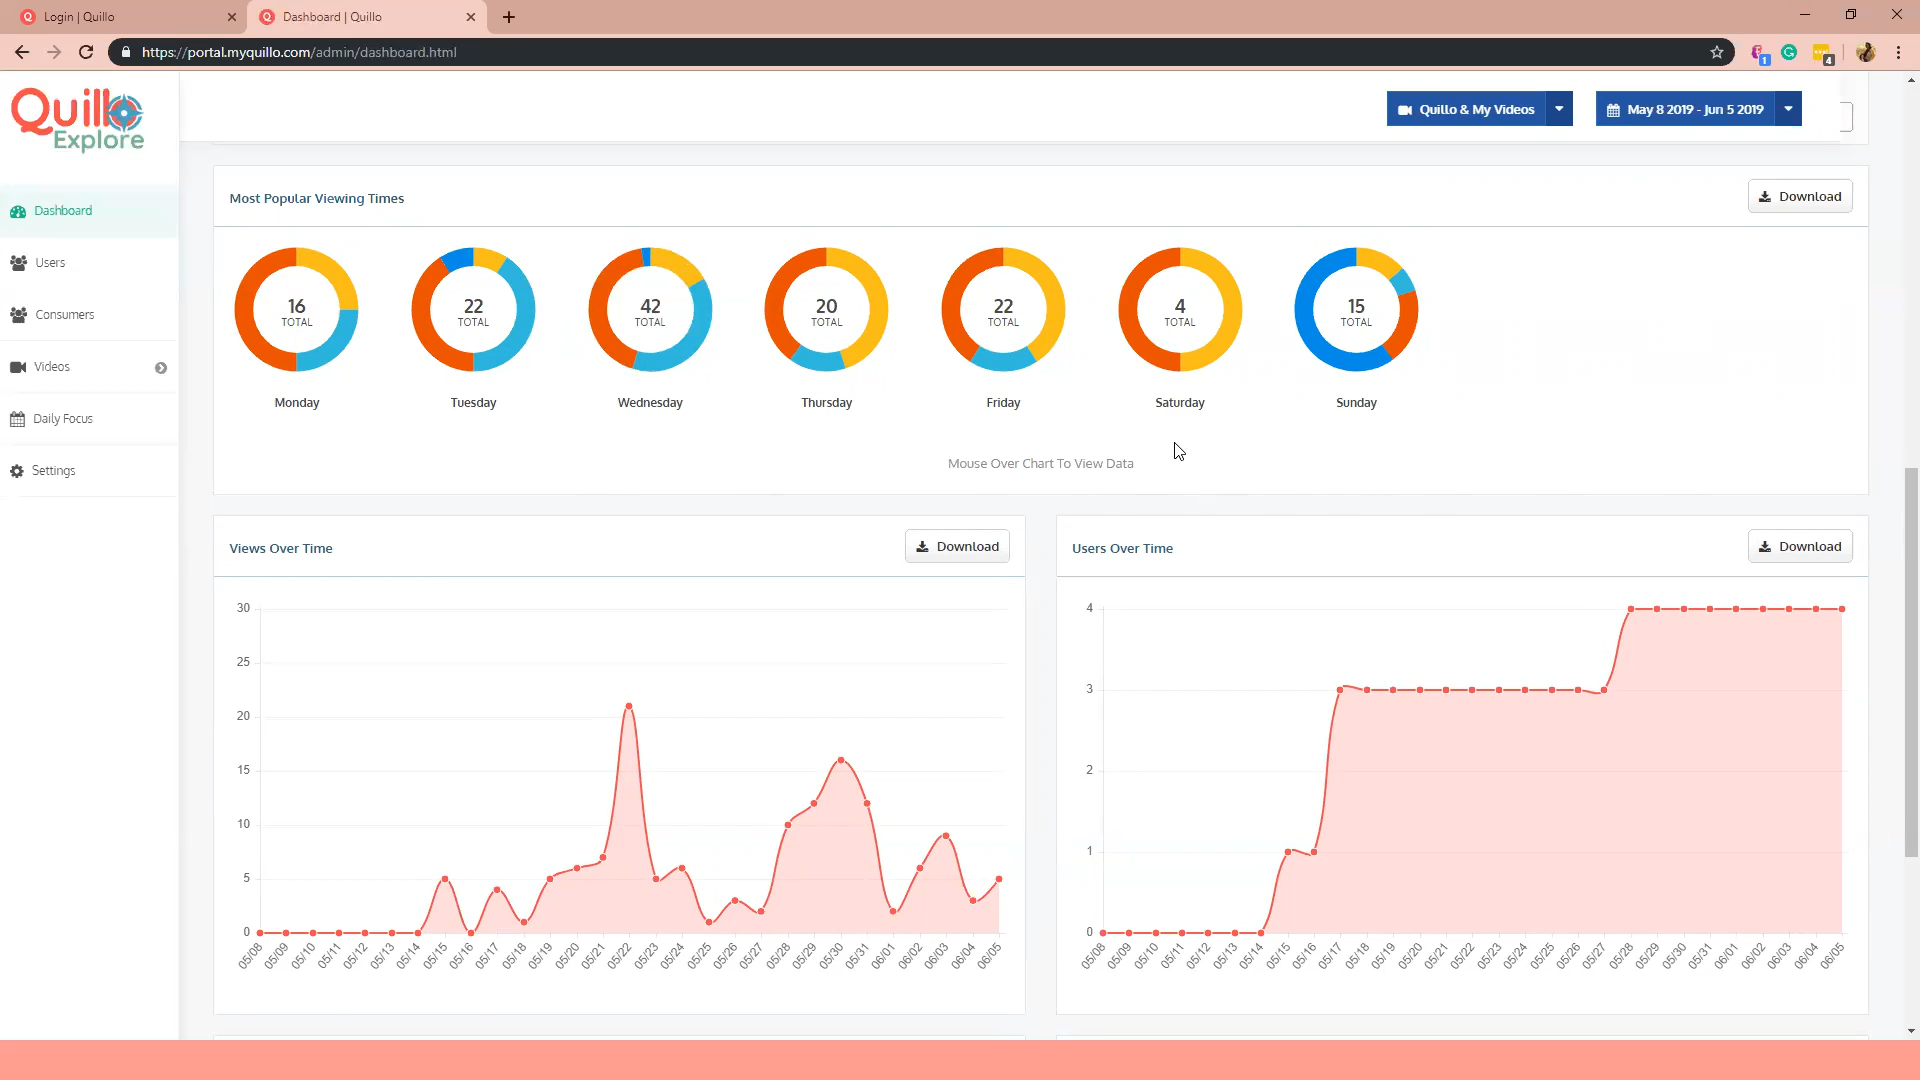 Login | Quillo
Dashboard | Quillo
https://portal.myquillo.com/admin/dashboard.html
1
4
Quillo
Explore
Quillo & My Videos
May 8 2019 - Jun 5 2019
Dashboard
Users
Consumers
Videos
Daily Focus
Settings
Most Popular Viewing Times
Download
16
TOTAL
Monday
22
TOTAL
Tuesday
42
TOTAL
Wednesday
20
TOTAL
Thursday
22
TOTAL
Friday
4
TOTAL
Saturday
15
TOTAL
Sunday
Mouse Over Chart To View Data
Views Over Time
Download
30
25
20
15
10
5
0
05/08 05/09 05/10 05/11 05/12 05/13 05/14 05/15 05/16 05/17 05/18 05/19 05/20 05/21 05/22 05/23 05/24 05/25 05/26 05/27 05/28 05/29 05/30 05/31 06/01 06/02 06/03 06/04 06/05
Users Over Time
Download
4
3
2
1
0
05/08 05/09 05/10 05/11 05/12 05/13 05/14 05/15 05/16 05/17 05/18 05/19 05/20 05/21 05/22 05/23 05/24 05/25 05/26 05/27 05/28 05/29 05/30 05/31 06/01 06/02 06/03 06/04 06/05